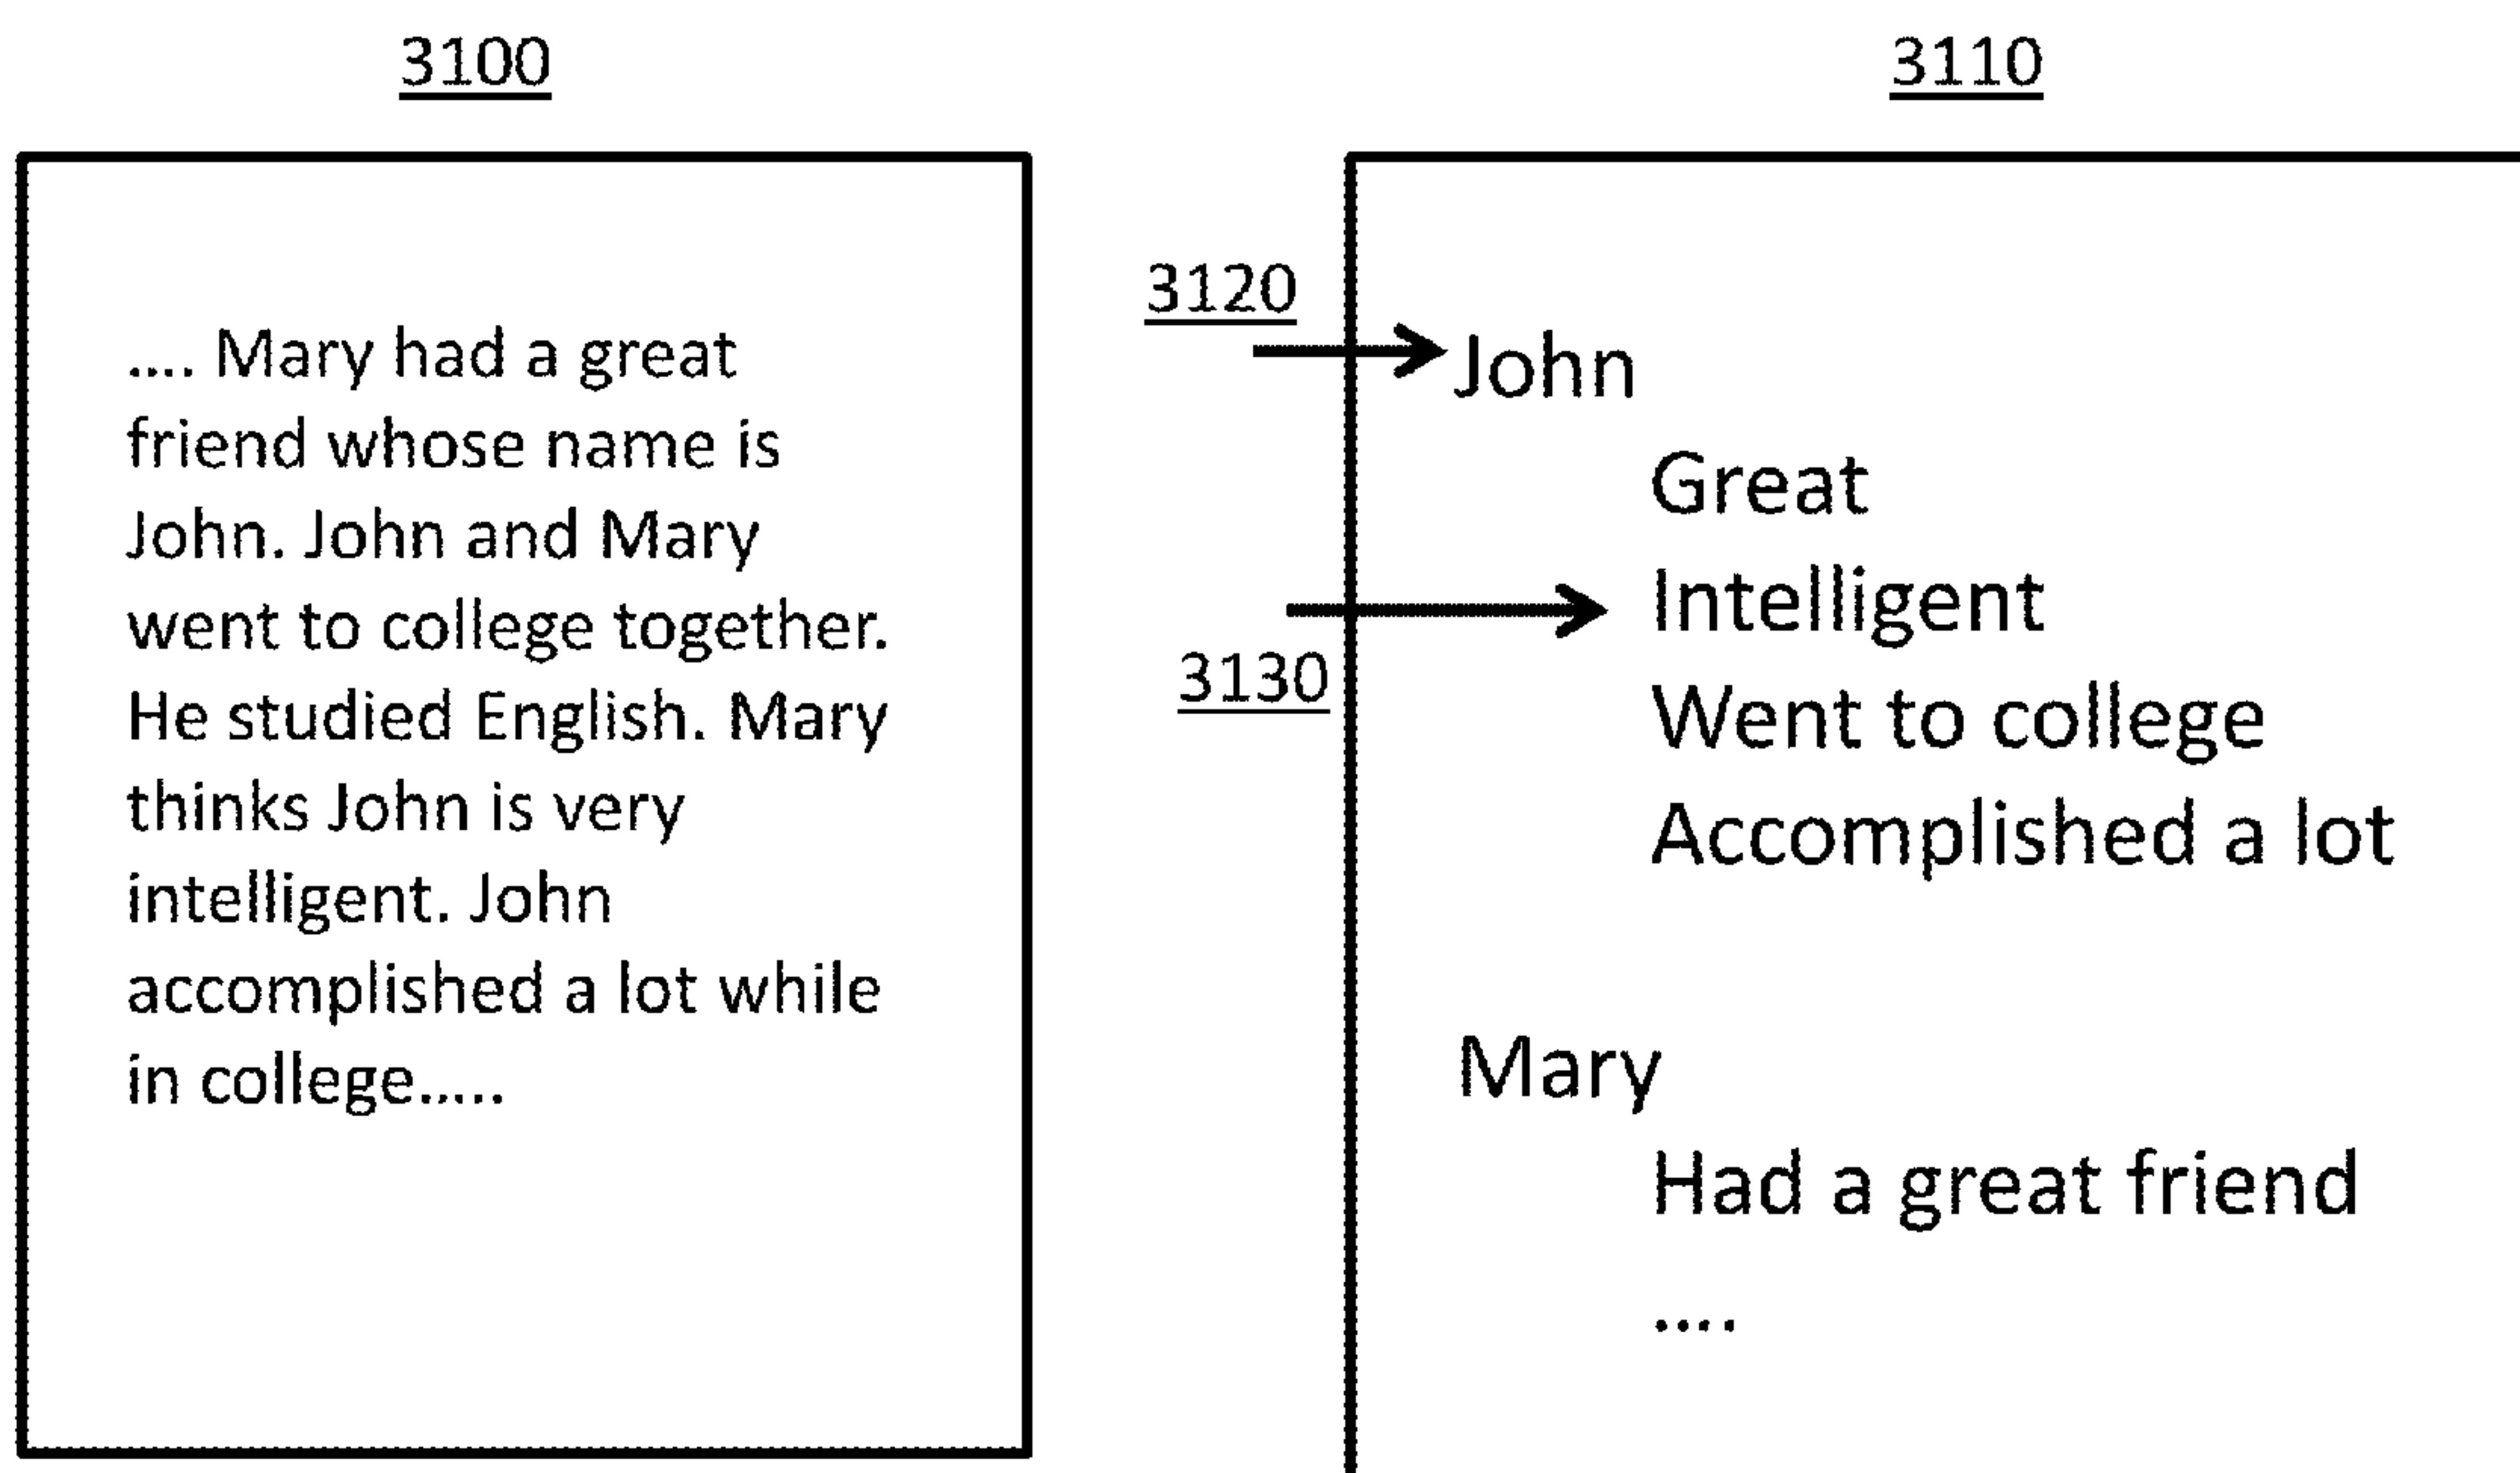 3100
3110
.... Mary had a great
friend whose name is
John. John and Mary
went to college together.
He studied English. Mary
thinks John is very
intelligent. John
accomplished a lot while
in college.....
3120
John
Great
Intelligent
3130
Went to college
Accomplished a lot
Mary
Had a great friend
....